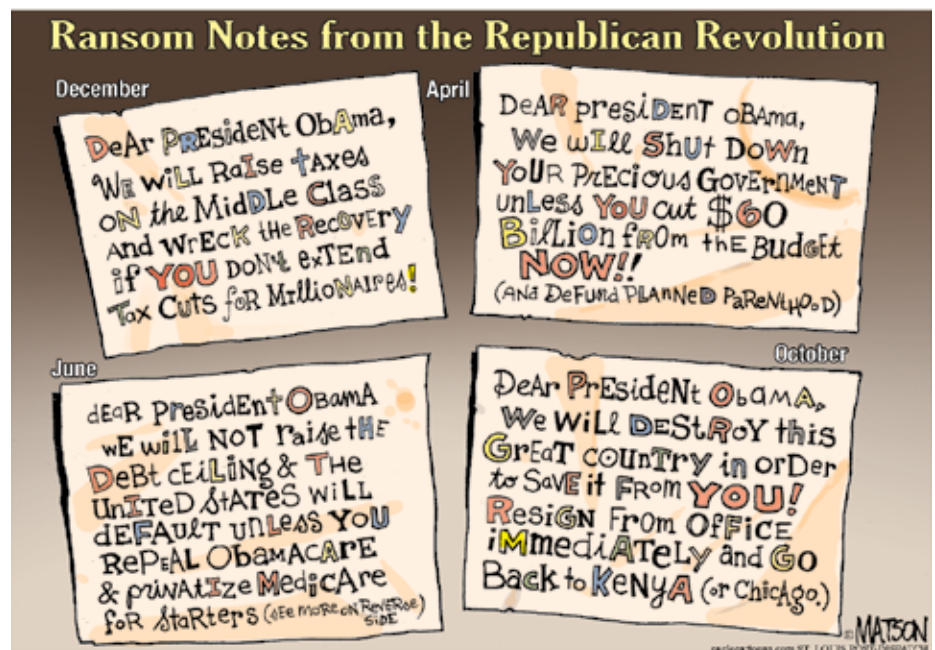 Ransom Notes from the Republican Revolution
December
DeAr PREsideNt ObAma,
WE wiLL RaIse tAxes
oN the MidDLe Class
and WrEcK tHe RecOVErY
if YOU DoN't exTEnd
Tax CutS foR MIllioNAires!
April
DeAR presiDENT oBAma,
We wILL ShUt DoWn
YoUR PrECioUS GovErnMeNT
unLess YOU cut $60
BilLiOn fROm thE BudGEt
NOW!!
(And DeFund PLANNeD PaReNtHOoD)
June
dEaR PresidEnt OBamA
wE wilL NOT raise tHE
DeBt cEiLiNg & THe
UnITeD StATeS WiLL
dEFAULT unLess YoU
RePEAL ObamACARE
& privatIze MedicAre
foR StaRters (SEE moRE oN ReVERSE
SIDE)
October
DeAr PrEsideNt ObAMA,
We WiLL DEStRoY this
GrEaT COUnTRY in orDer
to SavE it FRoM YOU!
ResiGN FRom OfFICE
iMmediATeLy and GO
Back to KeNyA (or ChicAgo.)
© MATSON
ST. LOUIS POST-DISPATCH